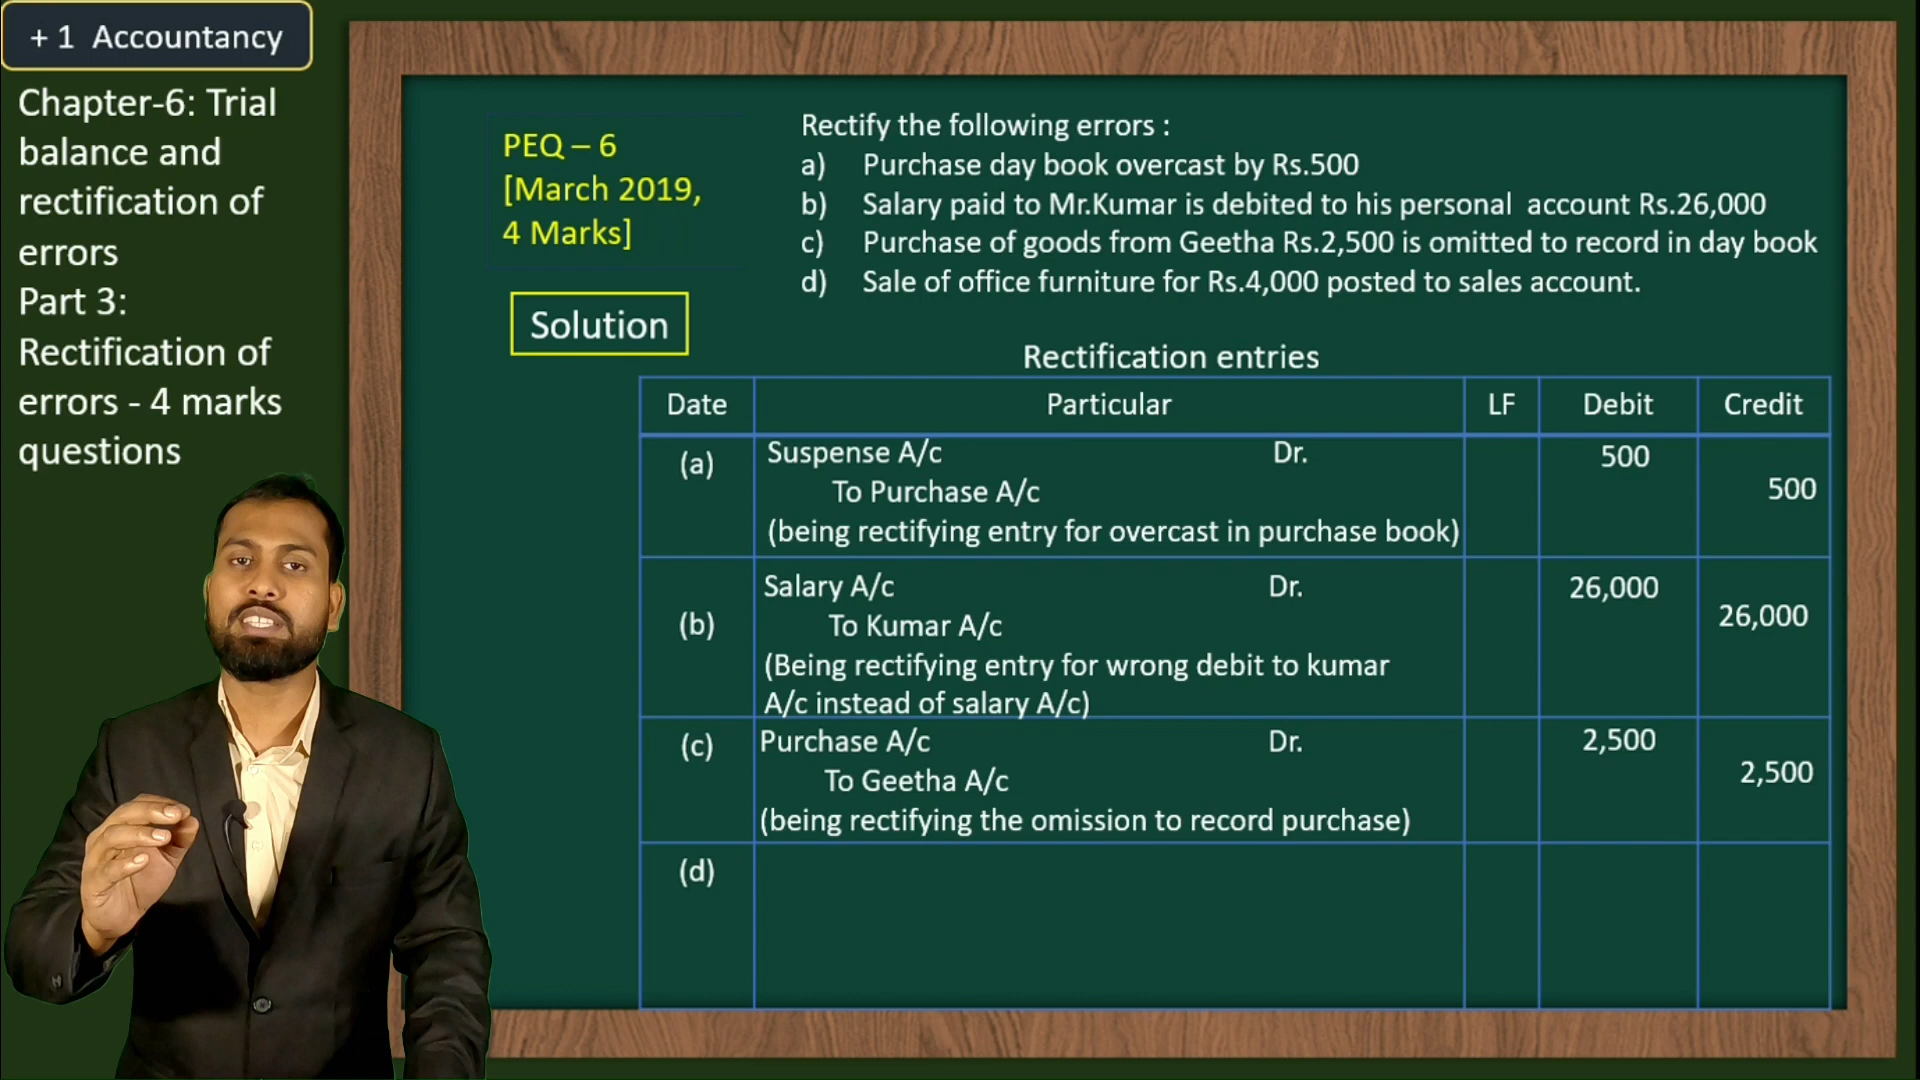 + 1 Accountancy
Chapter-6: Trial
balance and
rectification of
errors
Part 3:
Rectification of
errors - 4 marks
questions
PEQ – 6
[March 2019,
4 Marks]
Rectify the following errors :
a) Purchase day book overcast by Rs.500
b) Salary paid to Mr.Kumar is debited to his personal account Rs.26,000
c) Purchase of goods from Geetha Rs.2,500 is omitted to record in day book
d) Sale of office furniture for Rs.4,000 posted to sales account.
Solution
Rectification entries
Date Particular LF Debit Credit
(a) Suspense A/c Dr. 500
To Purchase A/c 500
(being rectifying entry for overcast in purchase book)
Salary A/c Dr. 26,000
(b) To Kumar A/c 26,000
(Being rectifying entry for wrong debit to kumar
A/c instead of salary A/c)
(c) Purchase A/c Dr. 2,500
To Geetha A/c 2,500
(being rectifying the omission to record purchase)
(d)